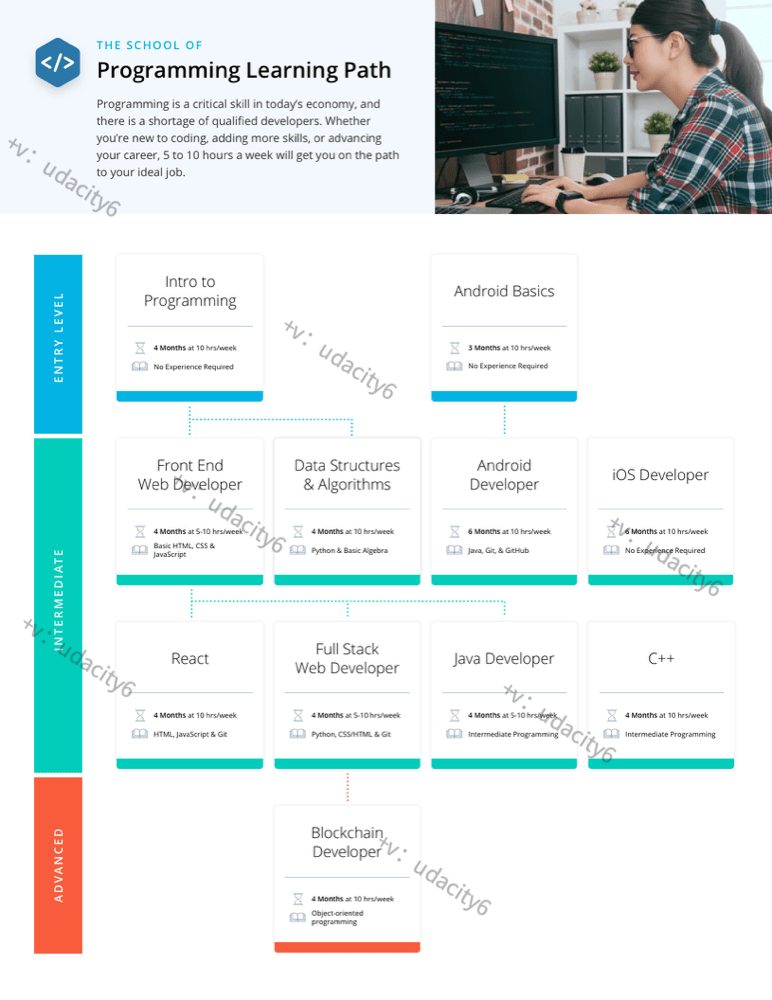 </>
THE SCHOOL OF
Programming Learning Path
Programming is a critical skill in today's economy, and
there is a shortage of qualified developers. Whether
you're new to coding, adding more skills, or advancing
your career, 5 to 10 hours a week will get you on the path
to your ideal job.
+v: udacity6
ENTRY LEVEL
Intro to
Programming
4 Months at 10 hrs/week
No Experience Required
Android Basics
3 Months at 10 hrs/week
No Experience Required
+v: udacity6
INTERMEDIATE
Front End
Web Developer
4 Months at 5-10 hrs/week
Basic HTML, CSS &
JavaScript
+v: udacity6
Data Structures
& Algorithms
4 Months at 10 hrs/week
Python & Basic Algebra
Android
Developer
6 Months at 10 hrs/week
Java, Git, & GitHub
iOS Developer
6 Months at 10 hrs/week
No Experience Required
+v: udacity6
+v: udacity6
React
4 Months at 10 hrs/week
HTML, JavaScript & Git
Full Stack
Web Developer
4 Months at 5-10 hrs/week
Python, CSS/HTML & Git
Java Developer
4 Months at 5-10 hrs/week
Intermediate Programming
+v: udacity6
C++
4 Months at 10 hrs/week
Intermediate Programming
ADVANCED
Blockchain
Developer
4 Months at 10 hrs/week
Object-oriented
programming
+v: udacity6